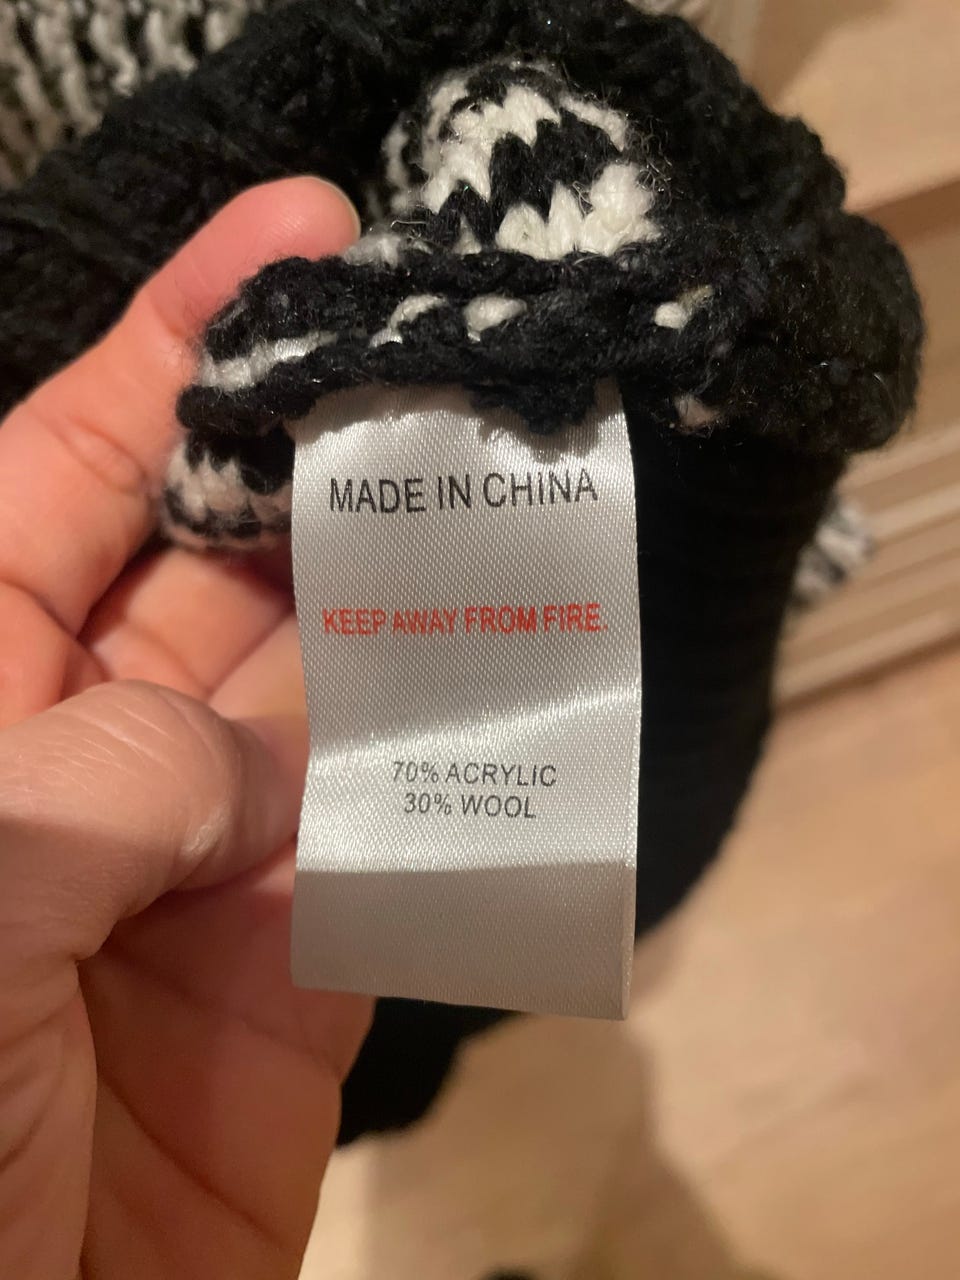 MADE IN CHINA
KEEP AWAY FROM FIRE.
70% ACRYLIC
30% WOOL